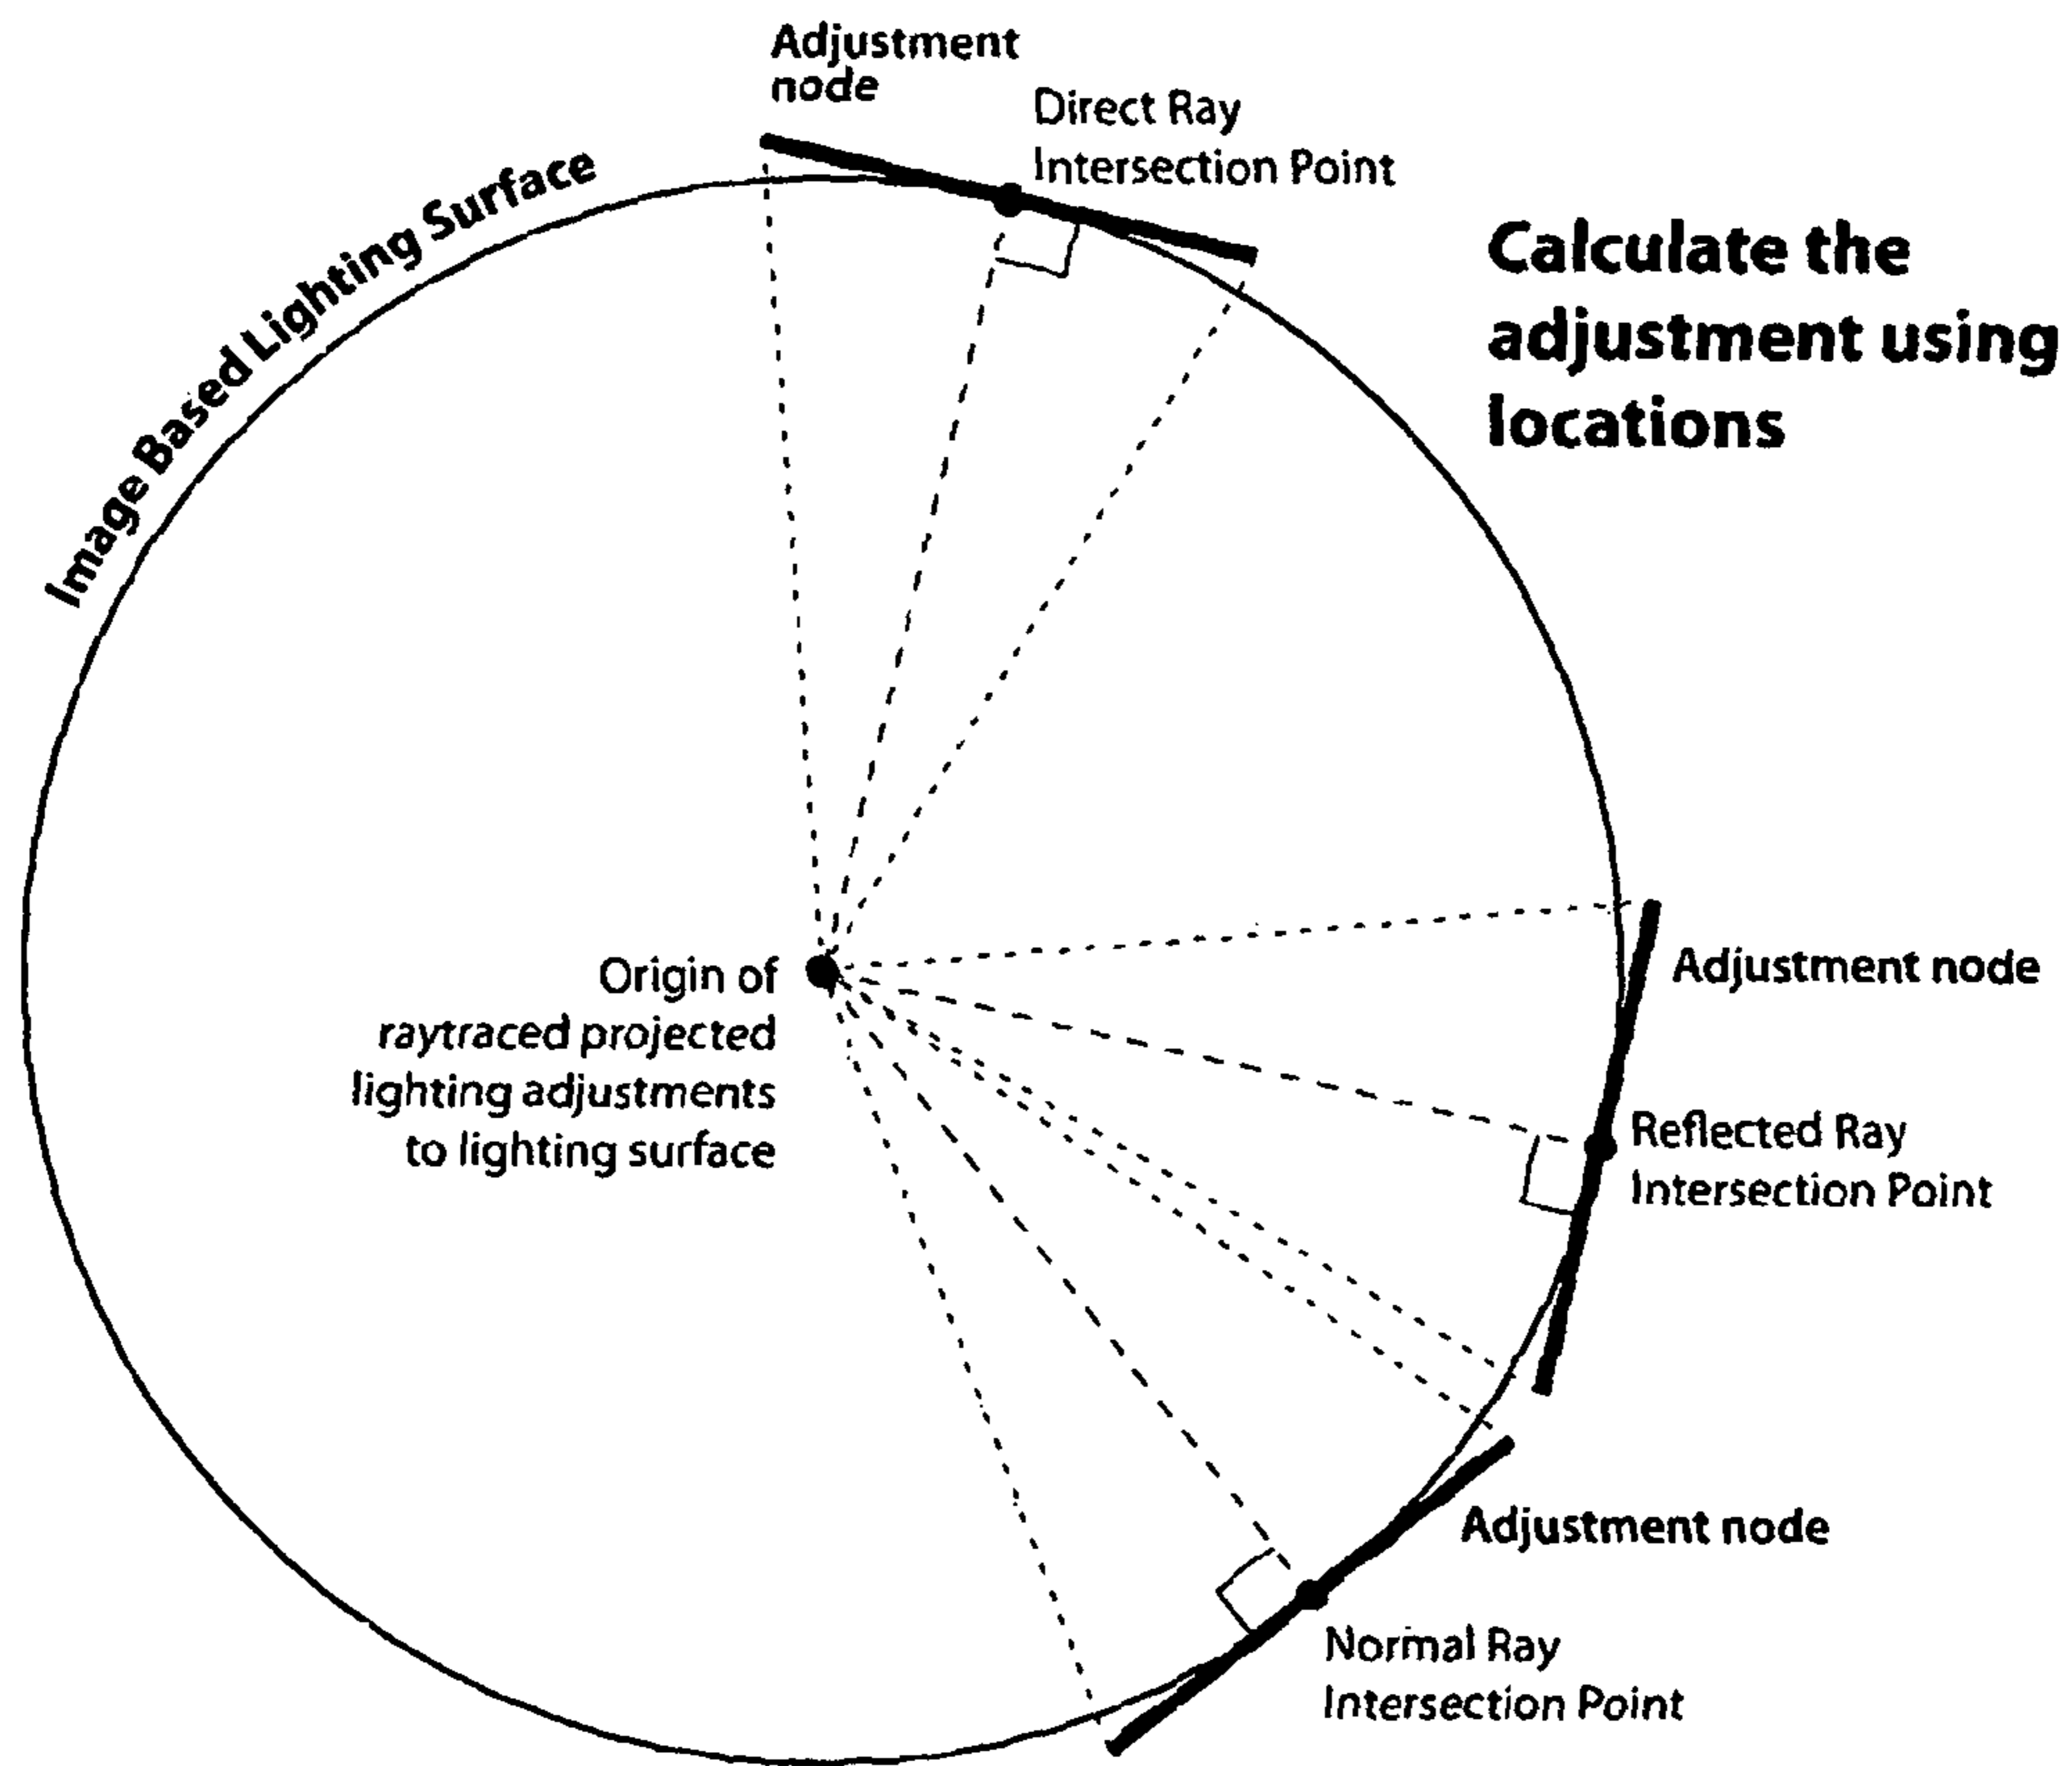 Adjustment
node
Direct Ray
Intersection Point
Image Based Lighting Surface
Calculate the
adjustment using
locations
Origin of
raytraced projected
lighting adjustments
to lighting surface
Adjustment node
Reflected Ray
Intersection Point
Adjustment node
Normal Ray
Intersection Point